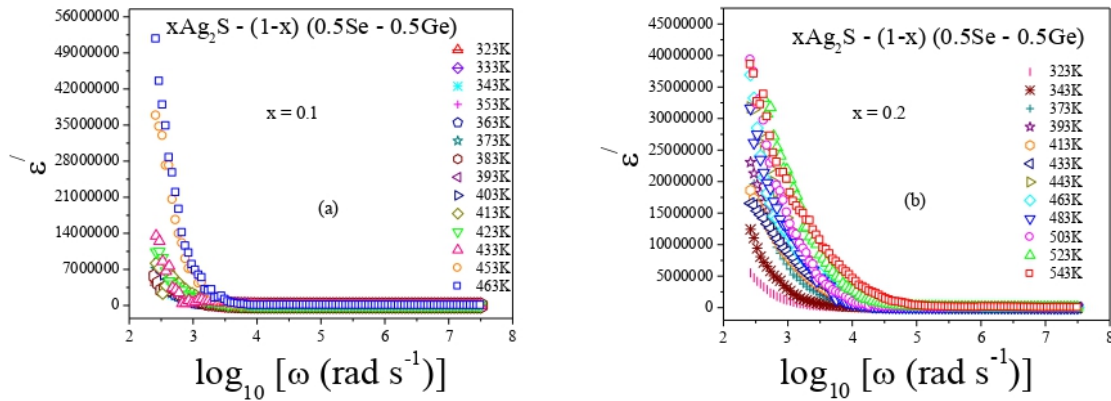 xAg₂S - (1-x) (0.5Se - 0.5Ge)
x = 0.1
(a)
ε′
56000000
49000000
42000000
35000000
28000000
21000000
14000000
7000000
0
2 3 4 5 6 7 8
log₁₀ [ω (rad s⁻¹)]
323K
333K
343K
353K
363K
373K
383K
393K
403K
413K
423K
433K
453K
463K
xAg₂S - (1-x) (0.5Se - 0.5Ge)
x = 0.2
(b)
ε′
45000000
40000000
35000000
30000000
25000000
20000000
15000000
10000000
5000000
0
2 3 4 5 6 7 8
log₁₀ [ω (rad s⁻¹)]
323K
343K
373K
393K
413K
433K
443K
463K
483K
503K
523K
543K